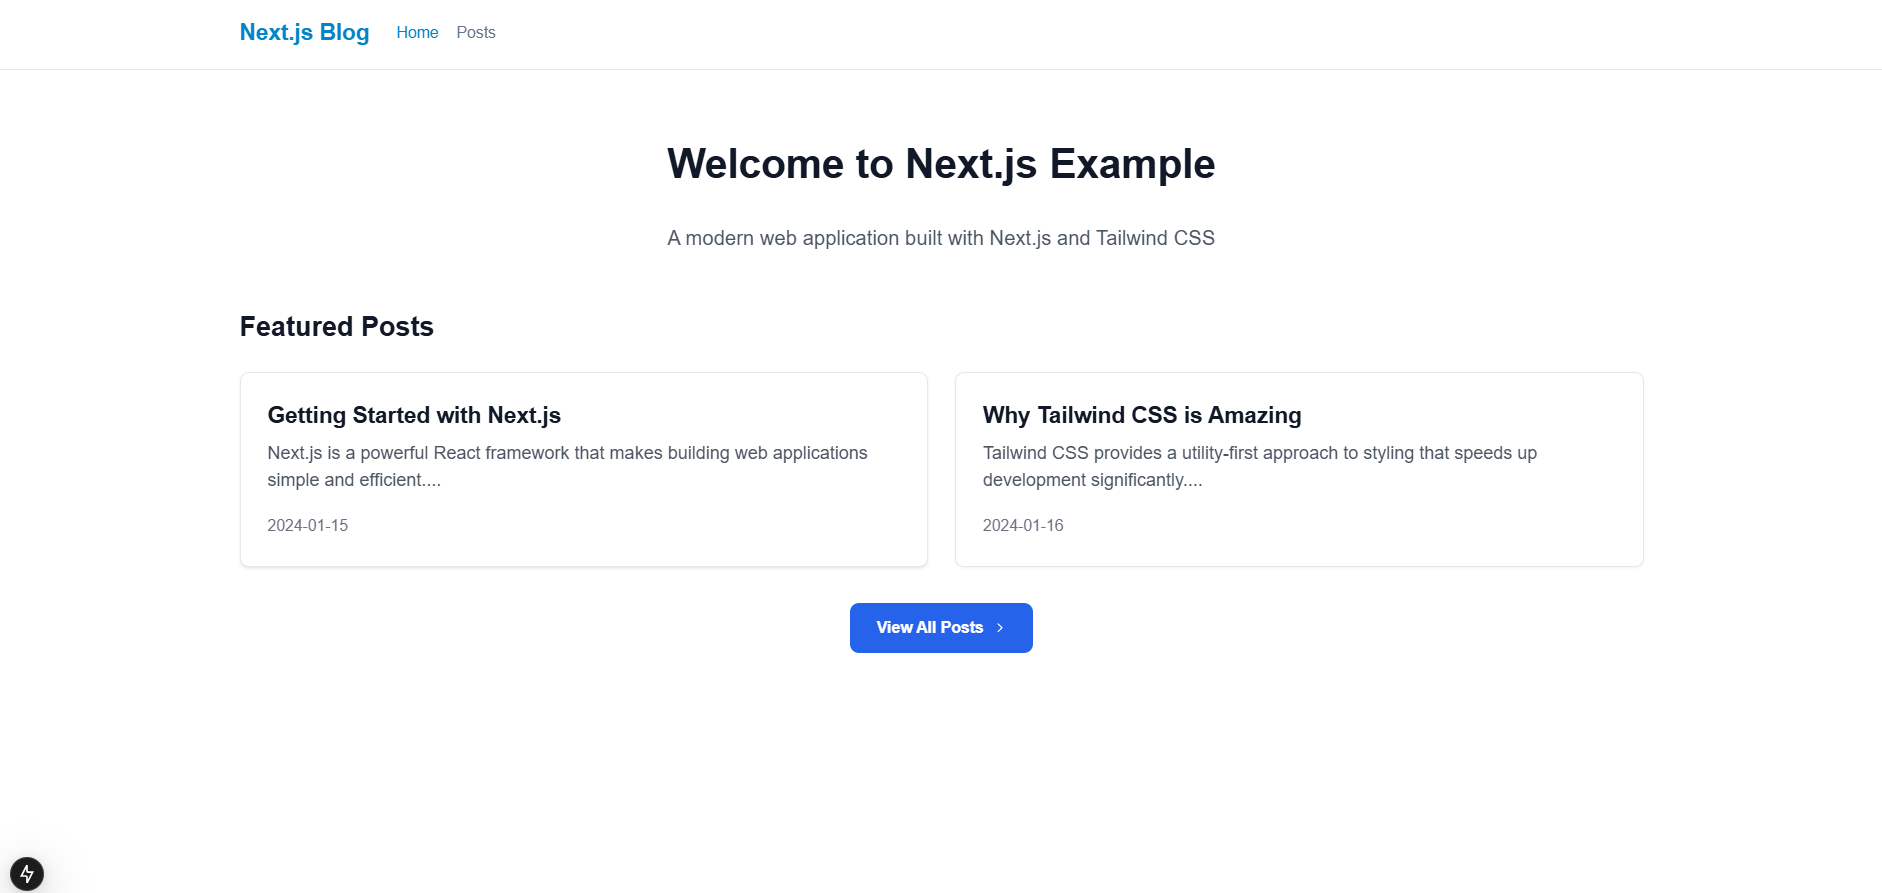 Next.js Blog Home Posts
Welcome to Next.js Example
A modern web application built with Next.js and Tailwind CSS
Featured Posts
Getting Started with Next.js
Next.js is a powerful React framework that makes building web applications
simple and efficient....
2024-01-15
Why Tailwind CSS is Amazing
Tailwind CSS provides a utility-first approach to styling that speeds up
development significantly....
2024-01-16
View All Posts